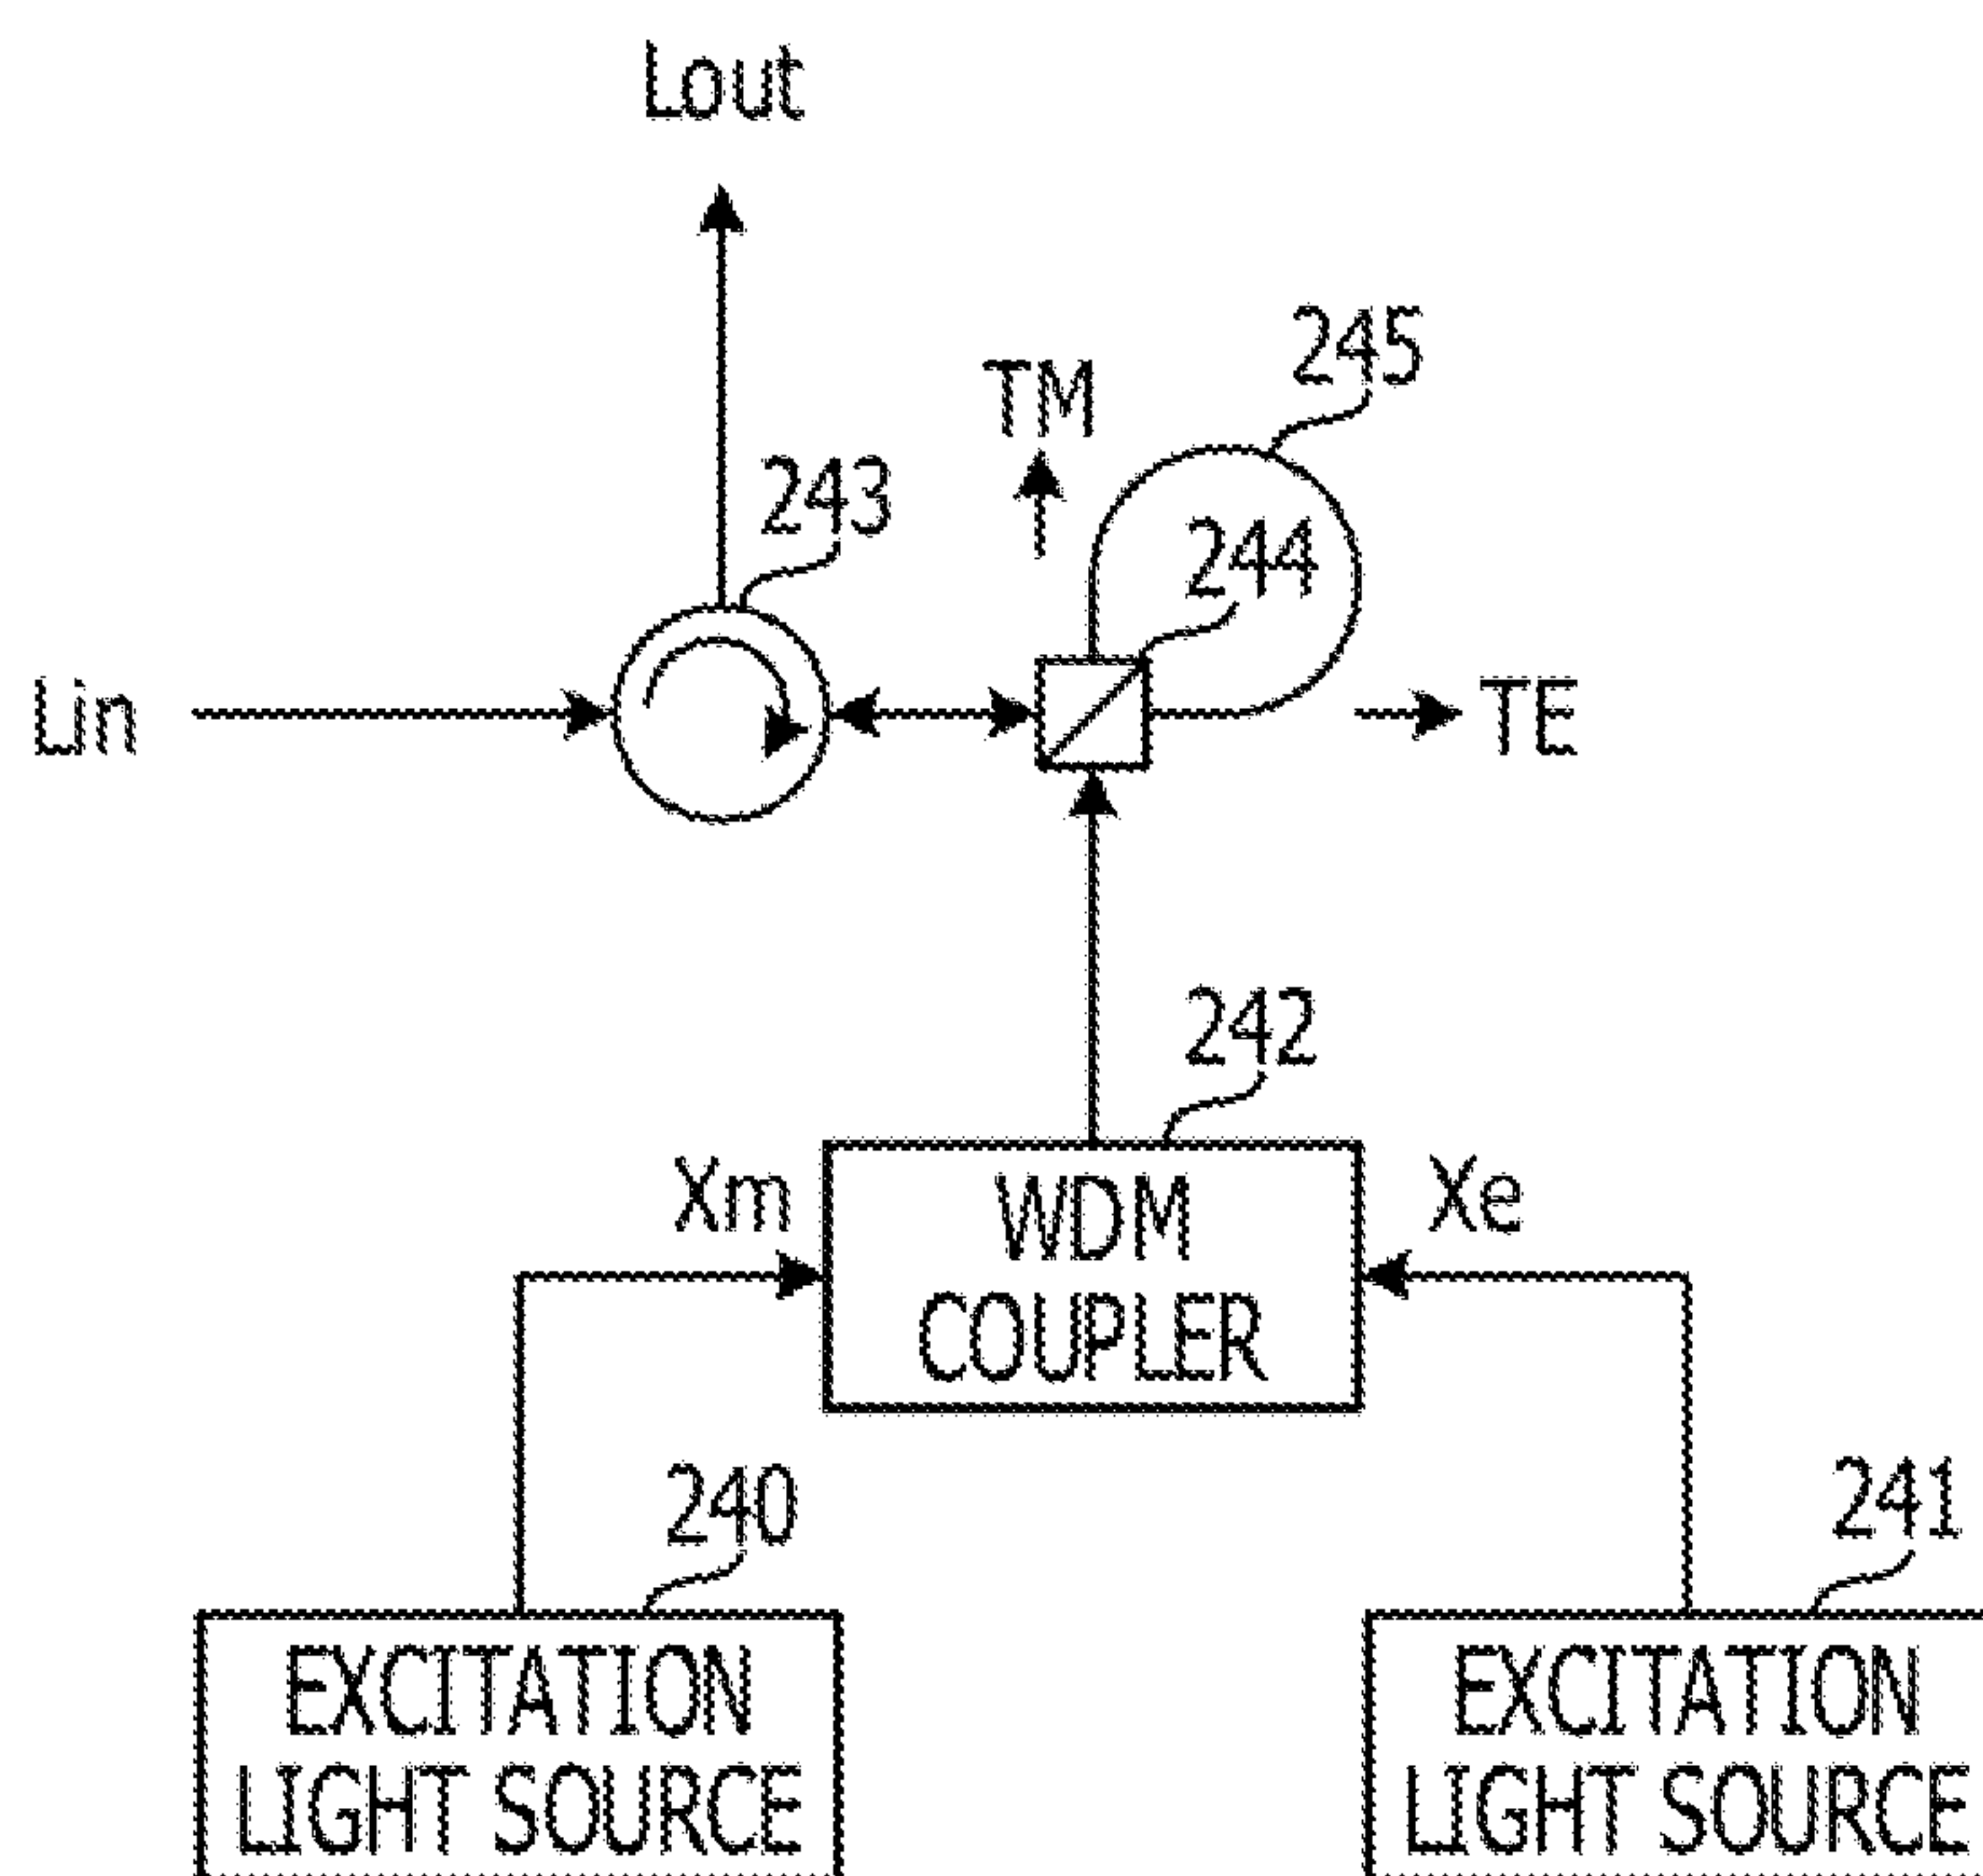 Lout
245
TM
243
244
Lin
TE
242
Xm
WDM
COUPLER
Xe
240
241
EXCITATION
LIGHT SOURCE
EXCITATION
LIGHT SOURCE